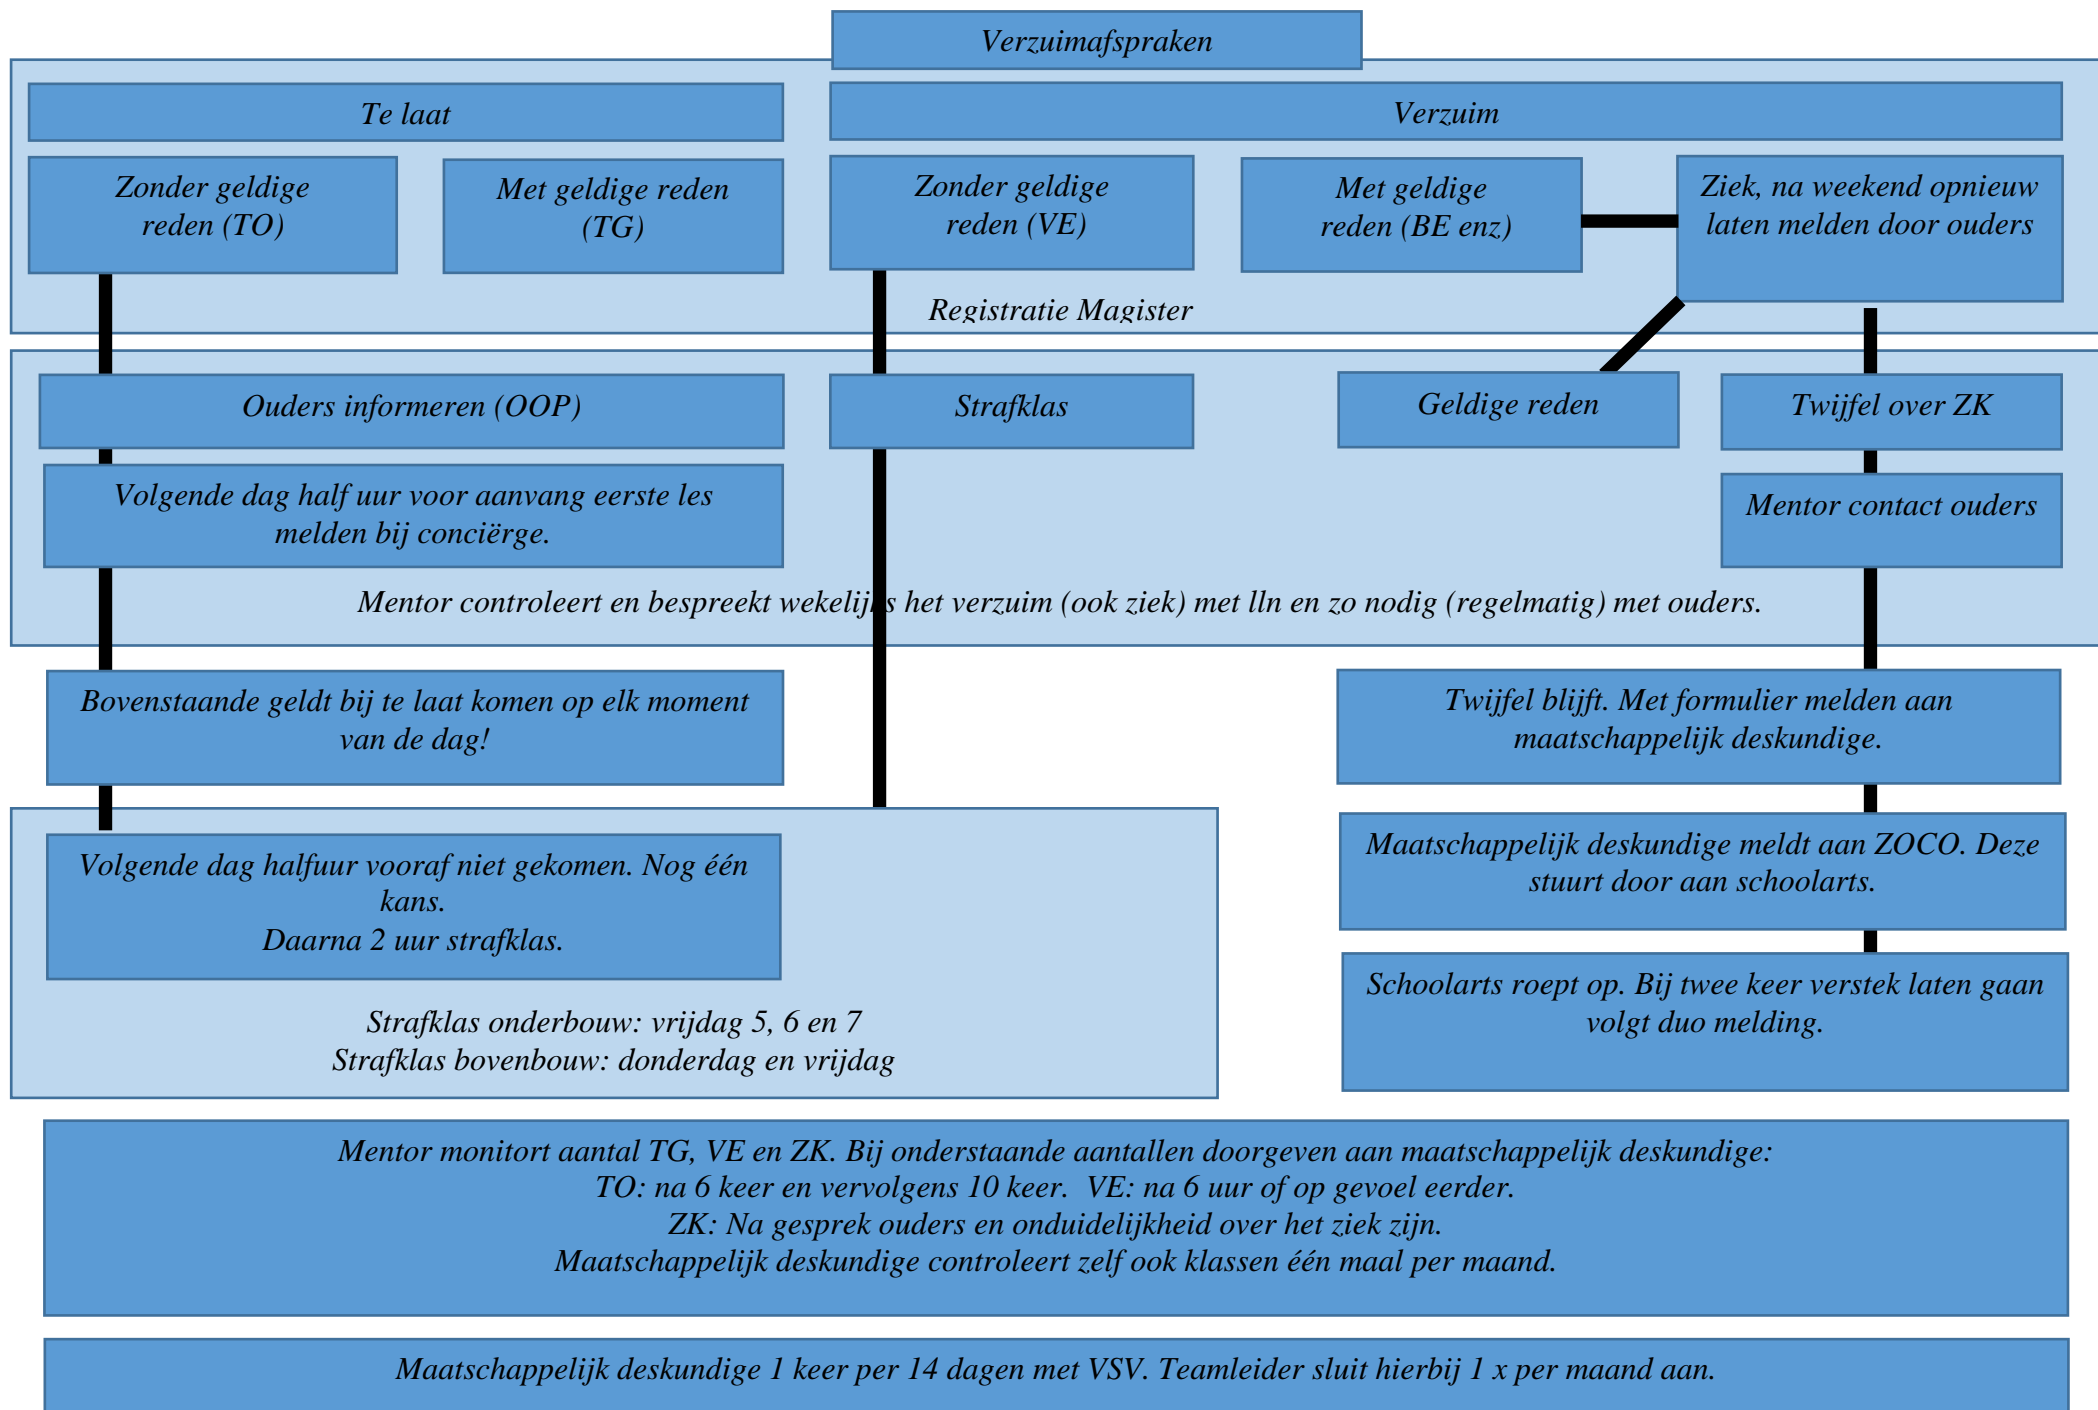 Verzuimafspraken
Te laat
Verzuim
Zonder geldige
reden (TO)
Met geldige reden
(TG)
Zonder geldige
reden (VE)
Met geldige
reden (BE enz)
Ziek, na weekend opnieuw
laten melden door ouders
Registratie Magister
Ouders informeren (OOP)
Strafklas
Geldige reden
Twijfel over ZK
Volgende dag half uur voor aanvang eerste les
melden bij conciërge.
Mentor contact ouders
Mentor controleert en bespreekt wekelijks het verzuim (ook ziek) met lln en zo nodig (regelmatig) met ouders.
Bovenstaande geldt bij te laat komen op elk moment
van de dag!
Twijfel blijft. Met formulier melden aan
maatschappelijk deskundige.
Volgende dag halfuur vooraf niet gekomen. Nog één
kans.
Daarna 2 uur strafklas.
Maatschappelijk deskundige meldt aan ZOCO. Deze
stuurt door aan schoolarts.
Strafklas onderbouw: vrijdag 5, 6 en 7
Strafklas bovenbouw: donderdag en vrijdag
Schoolarts roept op. Bij twee keer verstek laten gaan
volgt duo melding.
Mentor monitort aantal TG, VE en ZK. Bij onderstaande aantallen doorgeven aan maatschappelijk deskundige:
TO: na 6 keer en vervolgens 10 keer.  VE: na 6 uur of op gevoel eerder.
ZK: Na gesprek ouders en onduidelijkheid over het ziek zijn.
Maatschappelijk deskundige controleert zelf ook klassen één maal per maand.
Maatschappelijk deskundige 1 keer per 14 dagen met VSV. Teamleider sluit hierbij 1 x per maand aan.